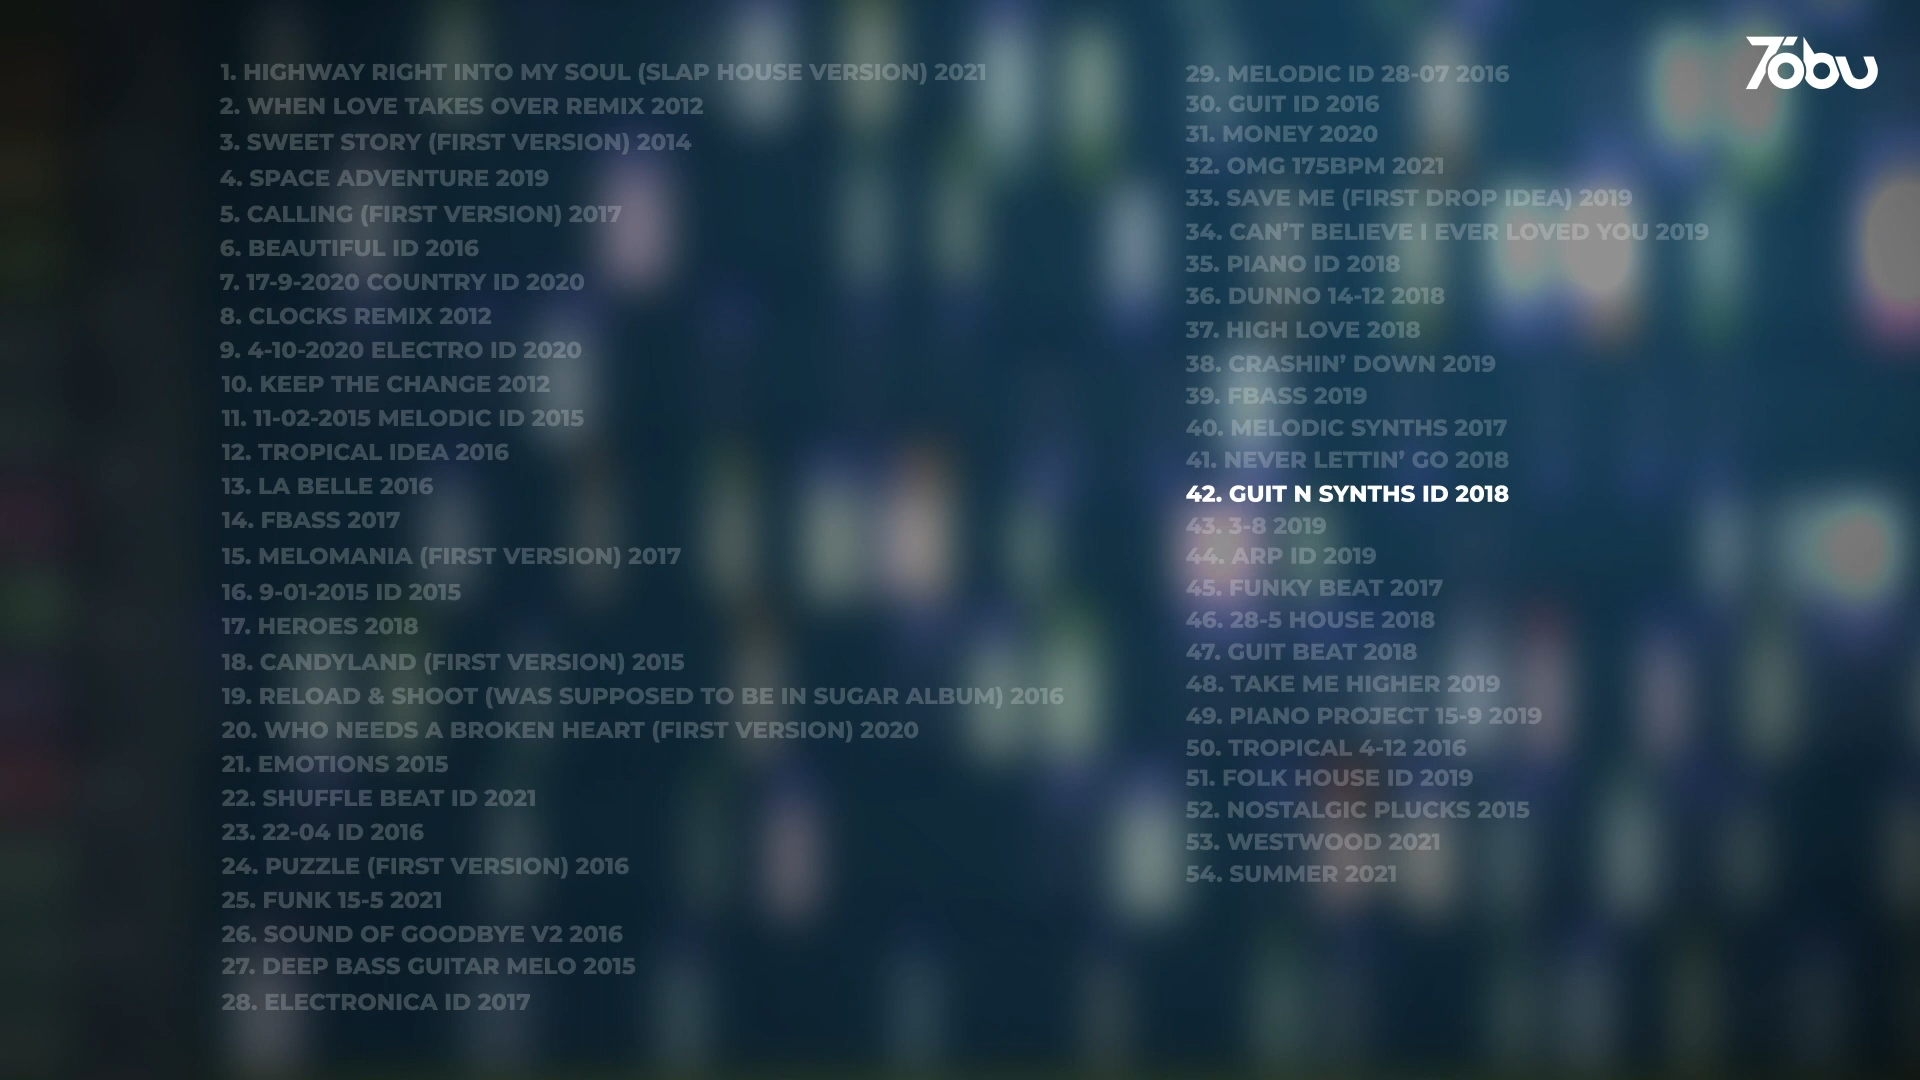 1. HIGHWAY RIGHT INTO MY SOUL (SLAP HOUSE VERSION) 2021
2. WHEN LOVE TAKES OVER REMIX 2012
3. SWEET STORY (FIRST VERSION) 2014
4. SPACE ADVENTURE 2019
5. CALLING (FIRST VERSION) 2017
6. BEAUTIFUL ID 2016
7. 17-9-2020 COUNTRY ID 2020
8. CLOCKS REMIX 2012
9. 4-10-2020 ELECTRO ID 2020
10. KEEP THE CHANGE 2012
11. 11-02-2015 MELODIC ID 2015
12. TROPICAL IDEA 2016
13. LA BELLE 2016
14. FBASS 2017
15. MELOMANIA (FIRST VERSION) 2017
16. 9-01-2015 ID 2015
17. HEROES 2018
18. CANDYLAND (FIRST VERSION) 2015
19. RELOAD & SHOOT (WAS SUPPOSED TO BE IN SUGAR ALBUM) 2016
20. WHO NEEDS A BROKEN HEART (FIRST VERSION) 2020
21. EMOTIONS 2015
22. SHUFFLE BEAT ID 2021
23. 22-04 ID 2016
24. PUZZLE (FIRST VERSION) 2016
25. FUNK 15-5 2021
26. SOUND OF GOODBYE V2 2016
27. DEEP BASS GUITAR MELO 2015
28. ELECTRONICA ID 2017
29. MELODIC ID 28-07 2016
30. GUIT ID 2016
31. MONEY 2020
32. OMG 175BPM 2021
33. SAVE ME (FIRST DROP IDEA) 2019
34. CAN'T BELIEVE I EVER LOVED YOU 2019
35. PIANO ID 2018
36. DUNNO 14-12 2018
37. HIGH LOVE 2018
38. CRASHIN' DOWN 2019
39. FBASS 2019
40. MELODIC SYNTHS 2017
41. NEVER LETTIN' GO 2018
42. GUIT N SYNTHS ID 2018
43. 3-8 2019
44. ARP ID 2019
45. FUNKY BEAT 2017
46. 28-5 HOUSE 2018
47. GUIT BEAT 2018
48. TAKE ME HIGHER 2019
49. PIANO PROJECT 15-9 2019
50. TROPICAL 4-12 2016
51. FOLK HOUSE ID 2019
52. NOSTALGIC PLUCKS 2015
53. WESTWOOD 2021
54. SUMMER 2021
Tobu